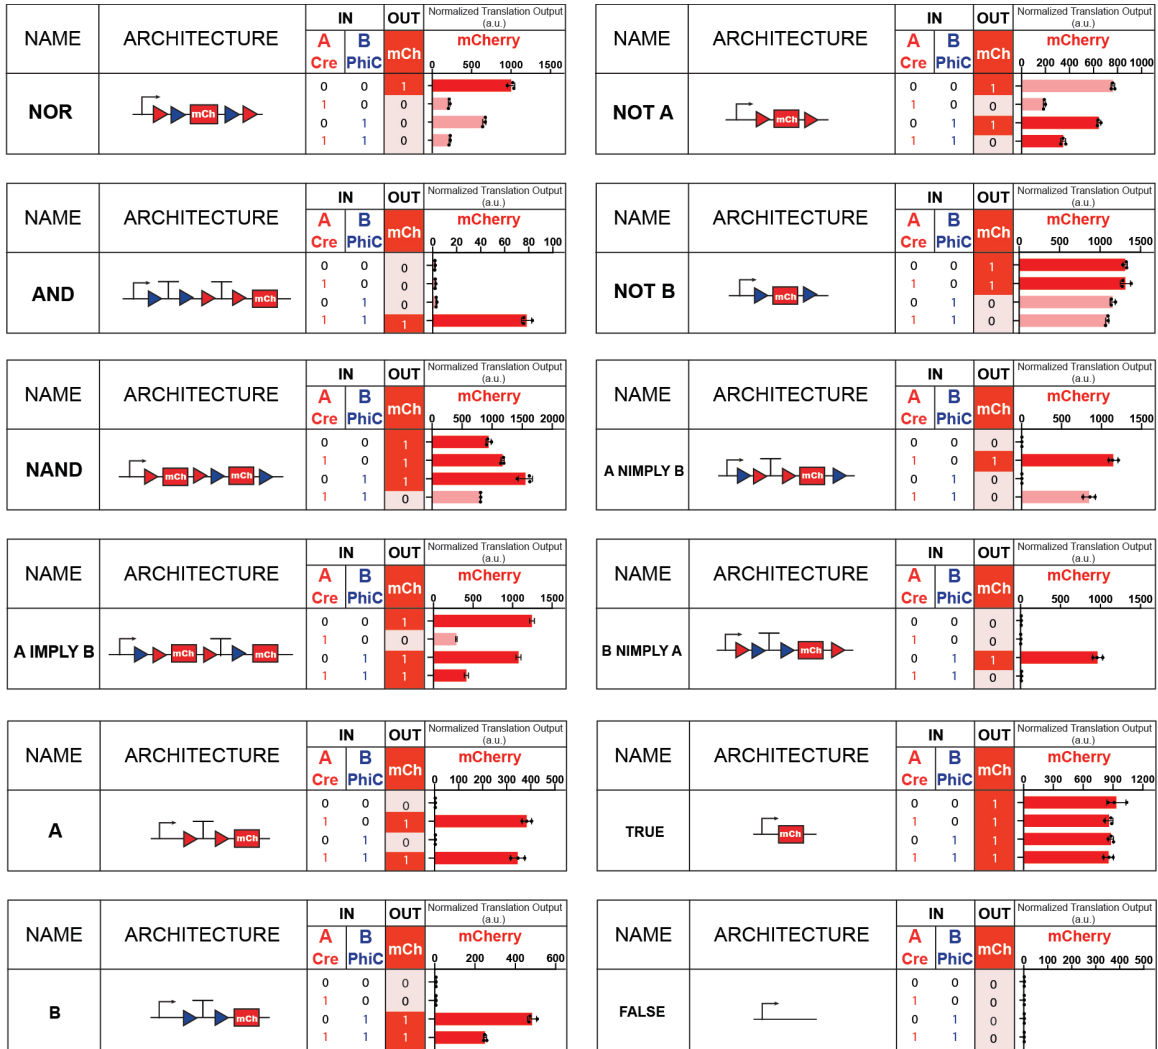 NAME ARCHITECTURE IN OUT Normalized Translation Output (a.u.)
A B mCh mCherry
Cre PhiC 0 500 1000 1500
NOR mCh
0 0 1
1 0 0
0 1 0
1 1 0
NAME ARCHITECTURE IN OUT Normalized Translation Output (a.u.)
A B mCh mCherry
Cre PhiC 0 200 400 600 800 1000
NOT A mCh
0 0 1
1 0 0
0 1 1
1 1 0
NAME ARCHITECTURE IN OUT Normalized Translation Output (a.u.)
A B mCh mCherry
Cre PhiC 0 20 40 60 80 100
AND mCh
0 0 0
1 0 0
0 1 0
1 1 1
NAME ARCHITECTURE IN OUT Normalized Translation Output (a.u.)
A B mCh mCherry
Cre PhiC 0 500 1000 1500
NOT B mCh
0 0 1
1 0 1
0 1 0
1 1 0
NAME ARCHITECTURE IN OUT Normalized Translation Output (a.u.)
A B mCh mCherry
Cre PhiC 0 500 1000 1500 2000
NAND mCh mCh
0 0 1
1 0 1
0 1 1
1 1 0
NAME ARCHITECTURE IN OUT Normalized Translation Output (a.u.)
A B mCh mCherry
Cre PhiC 0 500 1000 1500
A NIMPLY B mCh
0 0 0
1 0 1
0 1 0
1 1 0
NAME ARCHITECTURE IN OUT Normalized Translation Output (a.u.)
A B mCh mCherry
Cre PhiC 0 500 1000 1500
A IMPLY B mCh mCh
0 0 1
1 0 0
0 1 1
1 1 1
NAME ARCHITECTURE IN OUT Normalized Translation Output (a.u.)
A B mCh mCherry
Cre PhiC 0 500 1000 1500
B NIMPLY A mCh
0 0 0
1 0 0
0 1 1
1 1 0
NAME ARCHITECTURE IN OUT Normalized Translation Output (a.u.)
A B mCh mCherry
Cre PhiC 0 100 200 300 400 500
A mCh
0 0 0
1 0 1
0 1 0
1 1 1
NAME ARCHITECTURE IN OUT Normalized Translation Output (a.u.)
A B mCh mCherry
Cre PhiC 0 300 600 900 1200
TRUE mCh
0 0 1
1 0 1
0 1 1
1 1 1
NAME ARCHITECTURE IN OUT Normalized Translation Output (a.u.)
A B mCh mCherry
Cre PhiC 0 200 400 600
B mCh
0 0 0
1 0 0
0 1 1
1 1 1
NAME ARCHITECTURE IN OUT Normalized Translation Output (a.u.)
A B mCh mCherry
Cre PhiC 0 100 200 300 400 500
FALSE
0 0 0
1 0 0
0 1 0
1 1 0